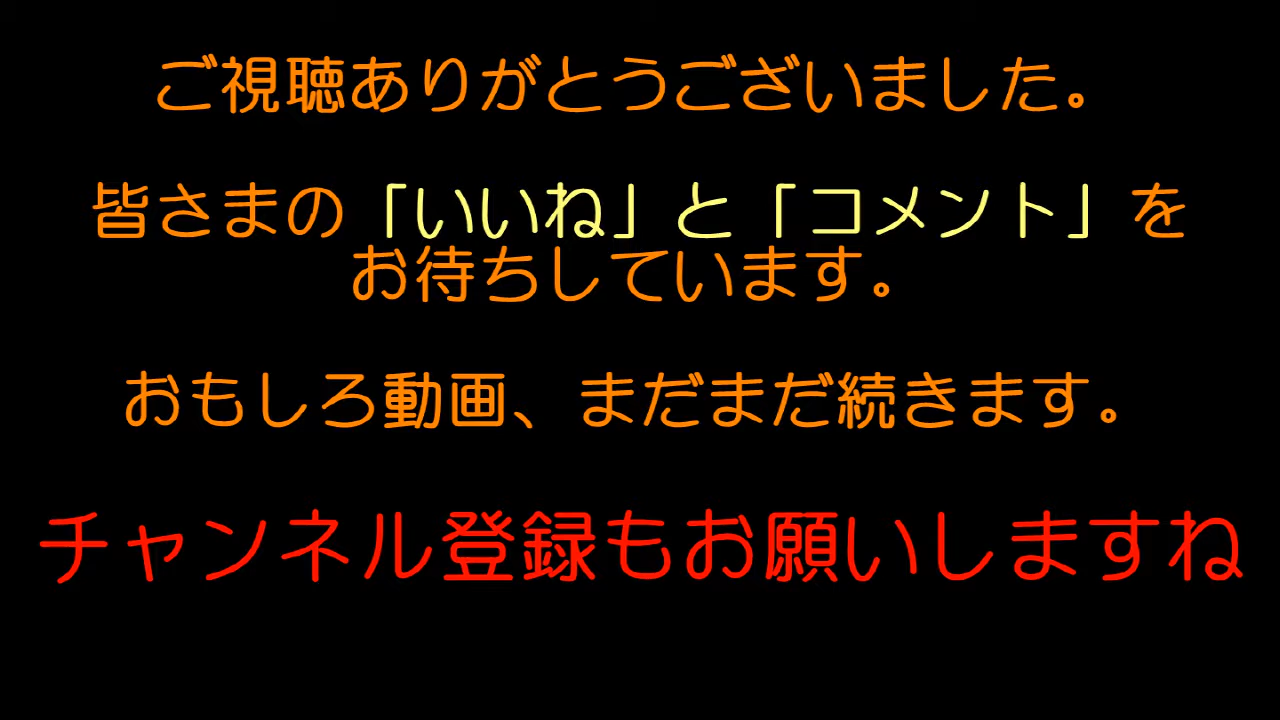 ご視聴ありがとうございました。
皆さまの「いいね」と「コメント」を
お待ちしています。
おもしろ動画、まだまだ続きます。
チャンネル登録もお願いしますね